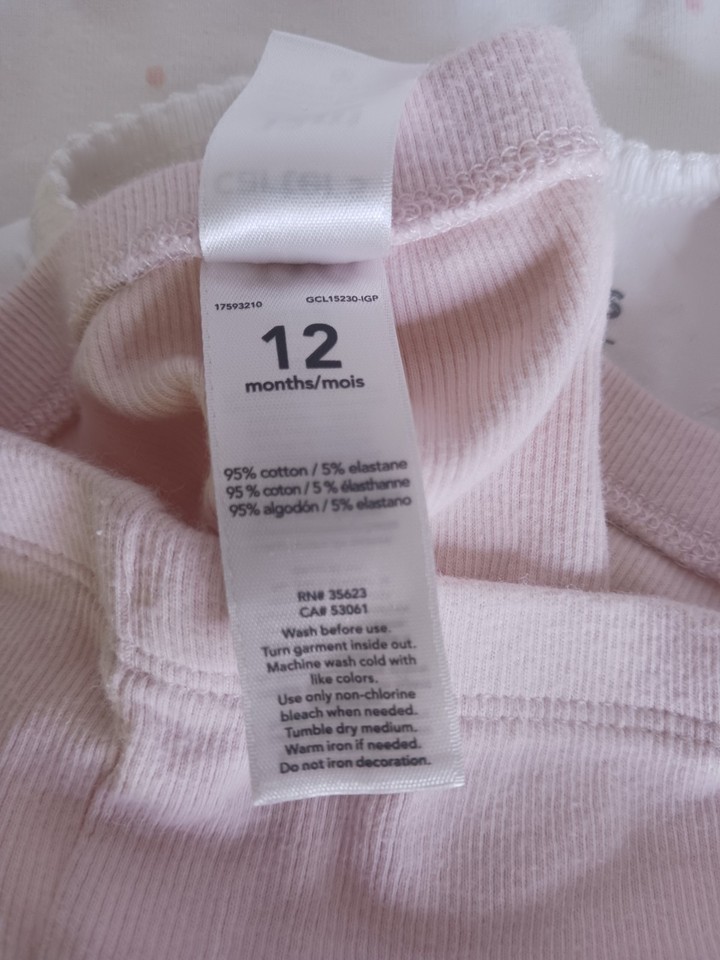 17593210 GCL15230-IGP
12
months/mois
95% cotton / 5% elastane
95% coton / 5% élasthanne
95% algodón / 5% elastano
RN# 35623
CA# 53061
Wash before use.
Turn garment inside out.
Machine wash cold with
like colors.
Use only non-chlorine
bleach when needed.
Tumble dry medium.
Warm iron if needed.
Do not iron decoration.